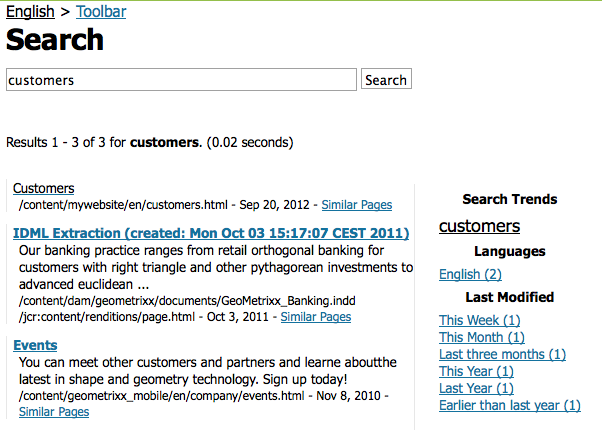 English > Toolbar
Search
customers Search
Results 1 - 3 of 3 for customers. (0.02 seconds)
Customers
/content/mywebsite/en/customers.html - Sep 20, 2012 - Similar Pages
IDML Extraction (created: Mon Oct 03 15:17:07 CEST 2011)
Our banking practice ranges from retail orthogonal banking for
customers with right triangle and other pythagorean investments to
advanced euclidean ...
/content/dam/geometrixx/documents/GeoMetrixx_Banking.indd
/jcr:content/renditions/page.html - Oct 3, 2011 - Similar Pages
Events
You can meet other customers and partners and learne aboutthe
latest in shape and geometry technology. Sign up today!
/content/geometrixx_mobile/en/company/events.html - Nov 8, 2010 -
Similar Pages
Search Trends
customers
Languages
English (2)
Last Modified
This Week (1)
This Month (1)
Last three months (1)
This Year (1)
Last Year (1)
Earlier than last year (1)